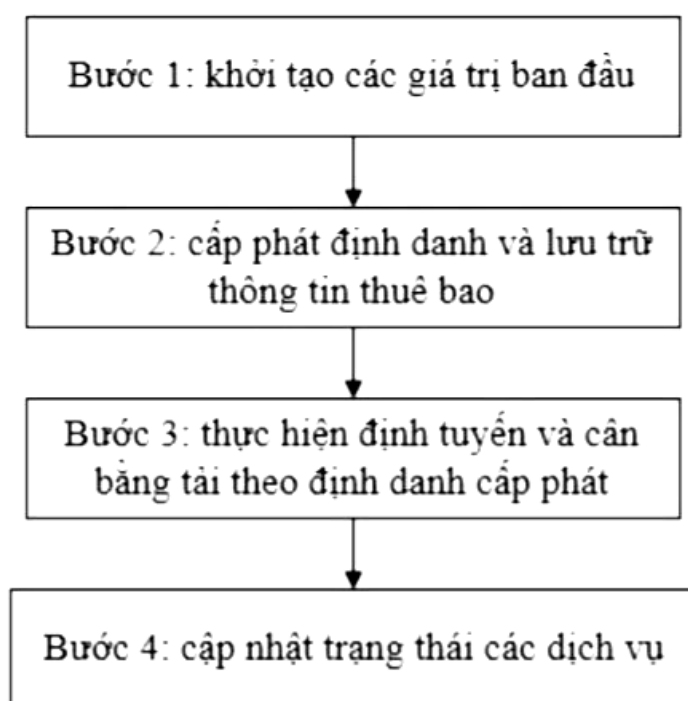 Bước 1: khởi tạo các giá trị ban đầu
Bước 2: cấp phát định danh và lưu trữ
thông tin thuê bao
Bước 3: thực hiện định tuyến và cân
bằng tải theo định danh cấp phát
Bước 4: cập nhật trạng thái các dịch vụ